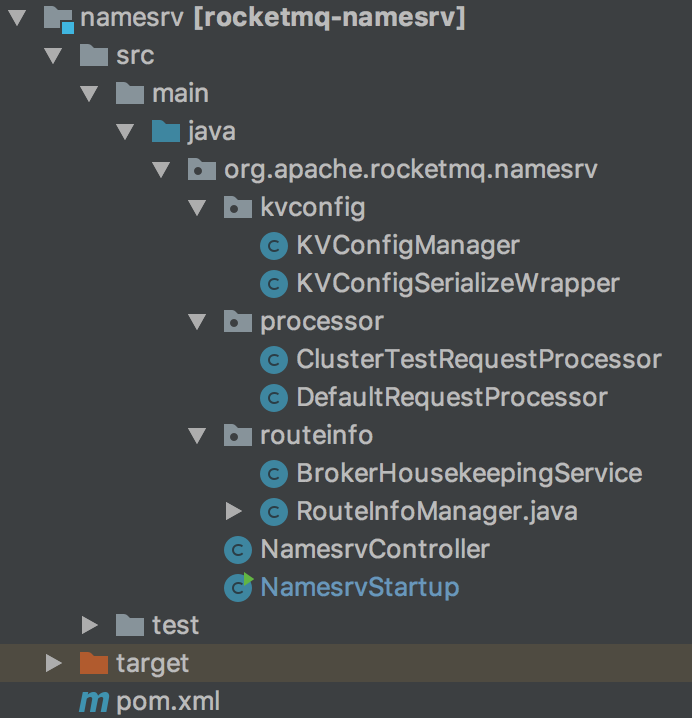 namesrv [rocketmq-namesrv]
src
main
java
org.apache.rocketmq.namesrv
kvconfig
KVConfigManager
KVConfigSerializeWrapper
processor
ClusterTestRequestProcessor
DefaultRequestProcessor
routeinfo
BrokerHousekeepingService
RouteInfoManager.java
NamesrvController
NamesrvStartup
test
target
pom.xml